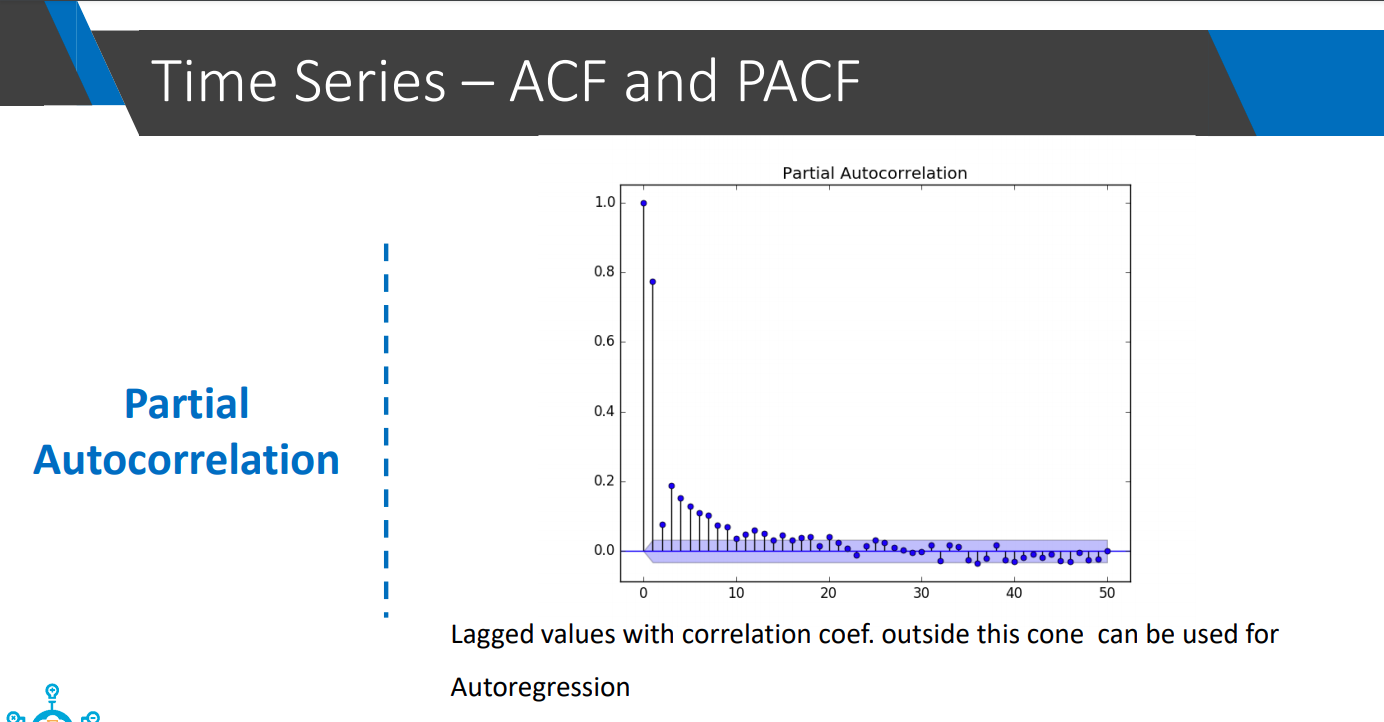 Time Series – ACF and PACF
Partial
Autocorrelation
Partial Autocorrelation
1.0
0.8
0.6
0.4
0.2
0.0
0 10 20 30 40 50
Lagged values with correlation coef. outside this cone  can be used for
Autoregression